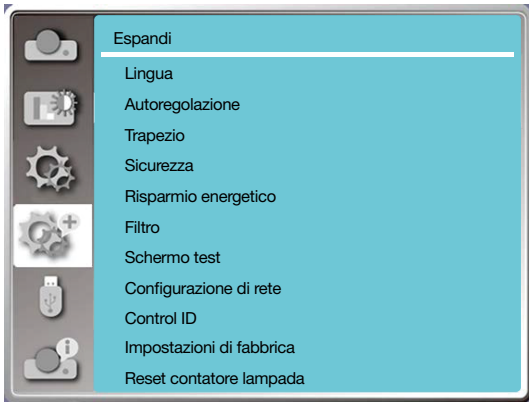 Espandi
Lingua
Autoregolazione
Trapezio
Sicurezza
Risparmio energetico
Filtro
Schermo test
Configurazione di rete
Control ID
Impostazioni di fabbrica
Reset contatore lampada